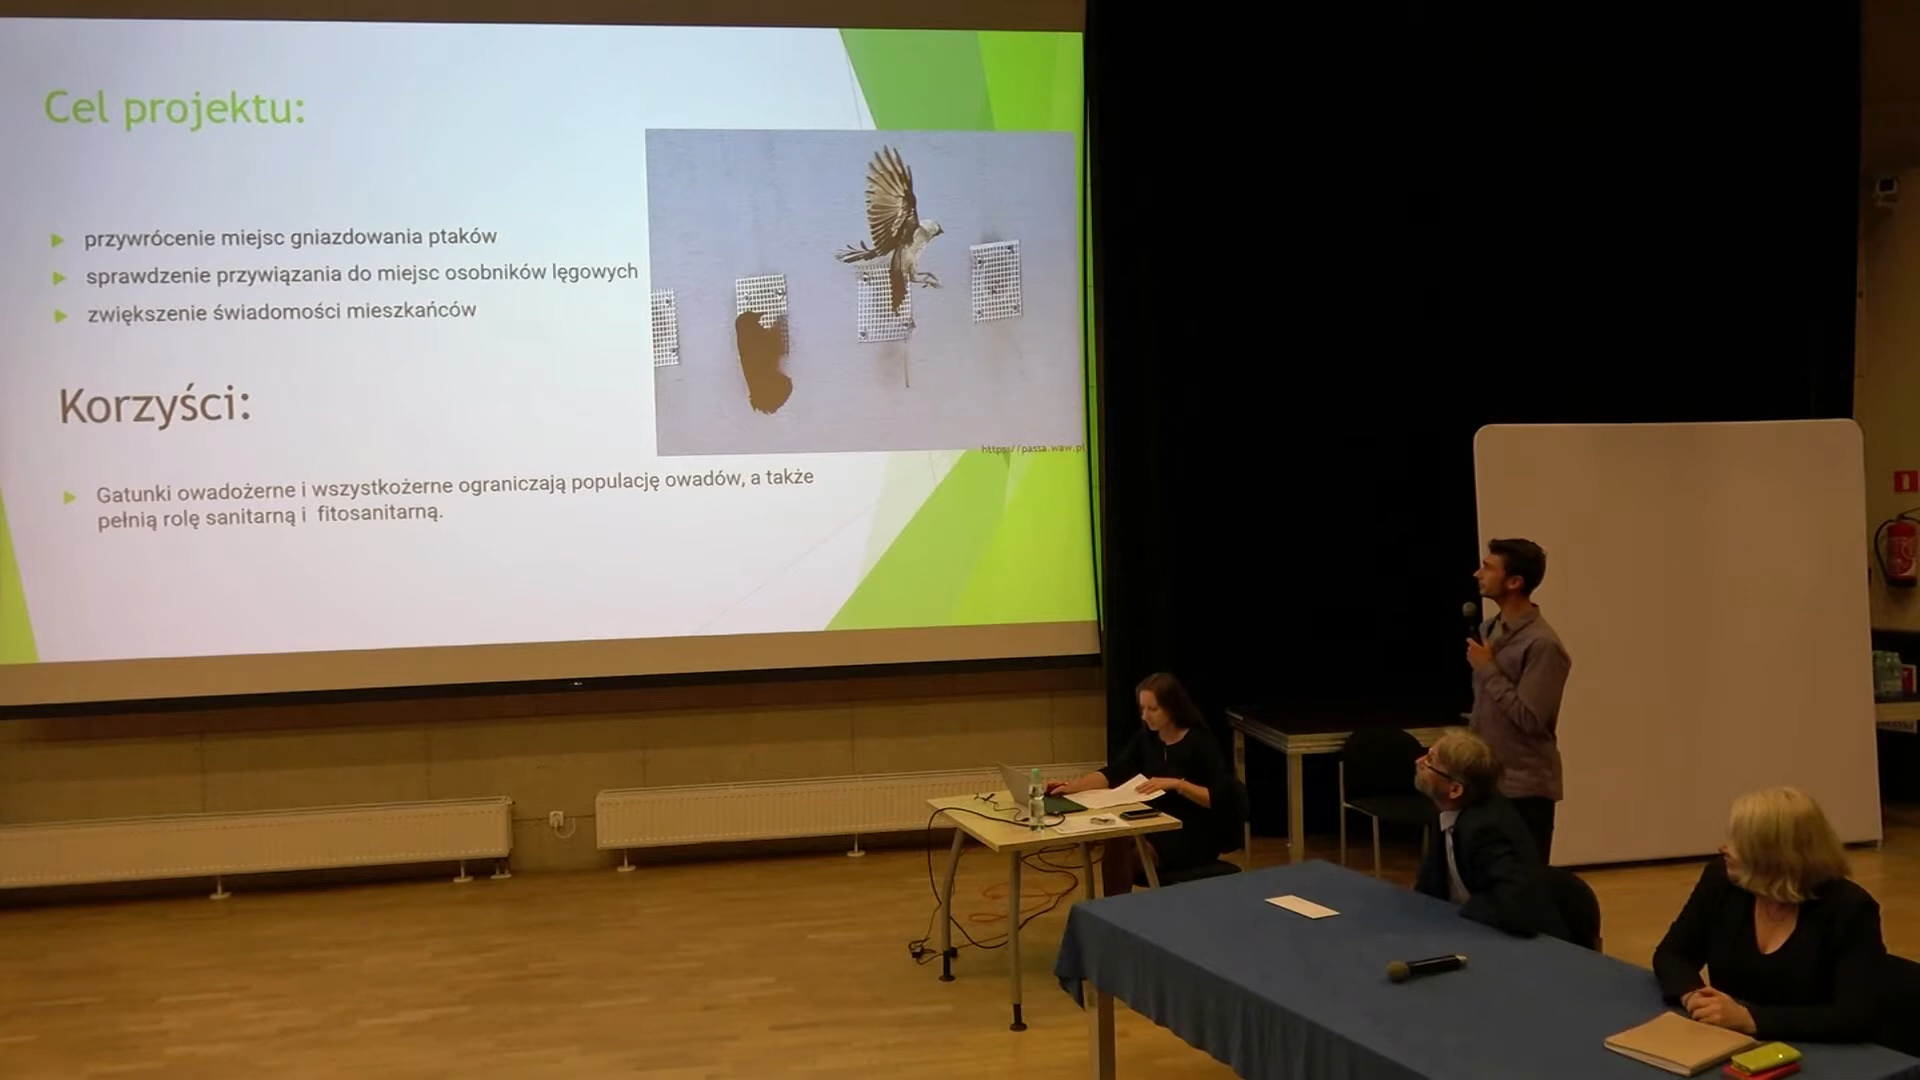 Cel projektu:
przywrócenie miejsc gniazdowania ptaków
sprawdzenie przywiązania do miejsc osobników lęgowych
zwiększenie świadomości mieszkańców
https://passa.waw.pl
Korzyści:
Gatunki owadożerne i wszystkożerne ograniczają populację owadów, a także
pełnią rolę sanitarną i fitosanitarną.